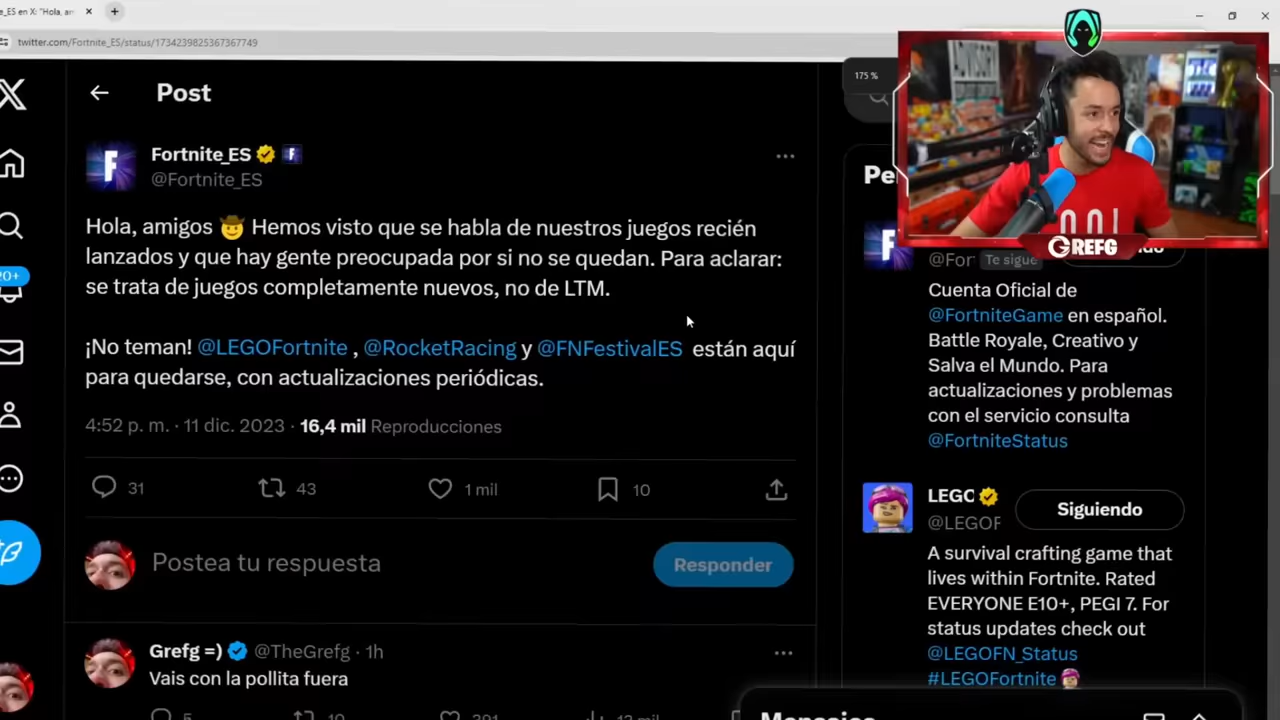 _ES en X: "Hola, an
twitter.com/Fortnite_ES/status/1734239825367367749
175 %
Post
Fortnite_ES
@Fortnite_ES
Hola, amigos 🤠 Hemos visto que se habla de nuestros juegos recién
lanzados y que hay gente preocupada por si no se quedan. Para aclarar:
se trata de juegos completamente nuevos, no de LTM.
¡No teman! @LEGOFortnite , @RocketRacing y @FNFestivalES están aquí
para quedarse, con actualizaciones periódicas.
4:52 p. m. · 11 dic. 2023 · 16,4 mil Reproducciones
31 43 1 mil 10
20+
Postea tu respuesta
Responder
Grefg =) @TheGrefg · 1h
Vais con la pollita fuera
GREFG
@For Te sigue
Cuenta Oficial de
@FortniteGame en español.
Battle Royale, Creativo y
Salva el Mundo. Para
actualizaciones y problemas
con el servicio consulta
@FortniteStatus
LEGO
@LEGOF
Siguiendo
A survival crafting game that
lives within Fortnite. Rated
EVERYONE E10+, PEGI 7. For
status updates check out
@LEGOFN_Status
#LEGOFortnite
Mensajes